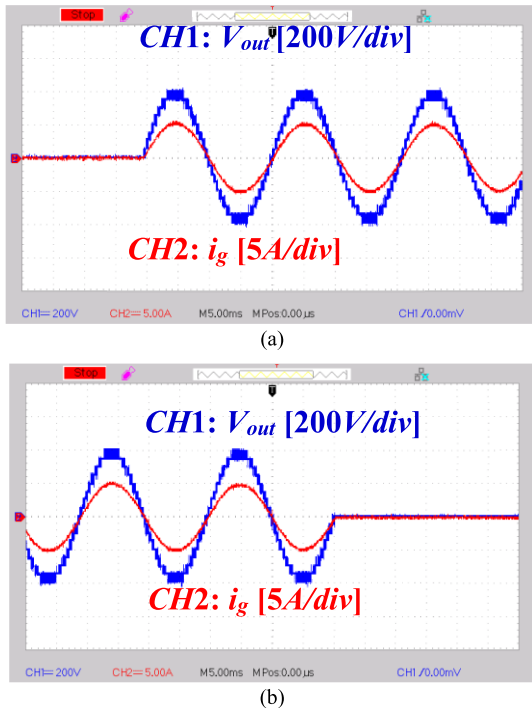 Stop
T
CH1: Vout [200V/div]
CH2: ig [5A/div]
CH1= 200V CH2= 5.00A M5.00ms MPos:0.00μs CH1 /0.00mV
(a)
Stop
T
CH1: Vout [200V/div]
CH2: ig [5A/div]
CH1= 200V CH2= 5.00A M5.00ms MPos:0.00μs CH1 /0.00mV
(b)